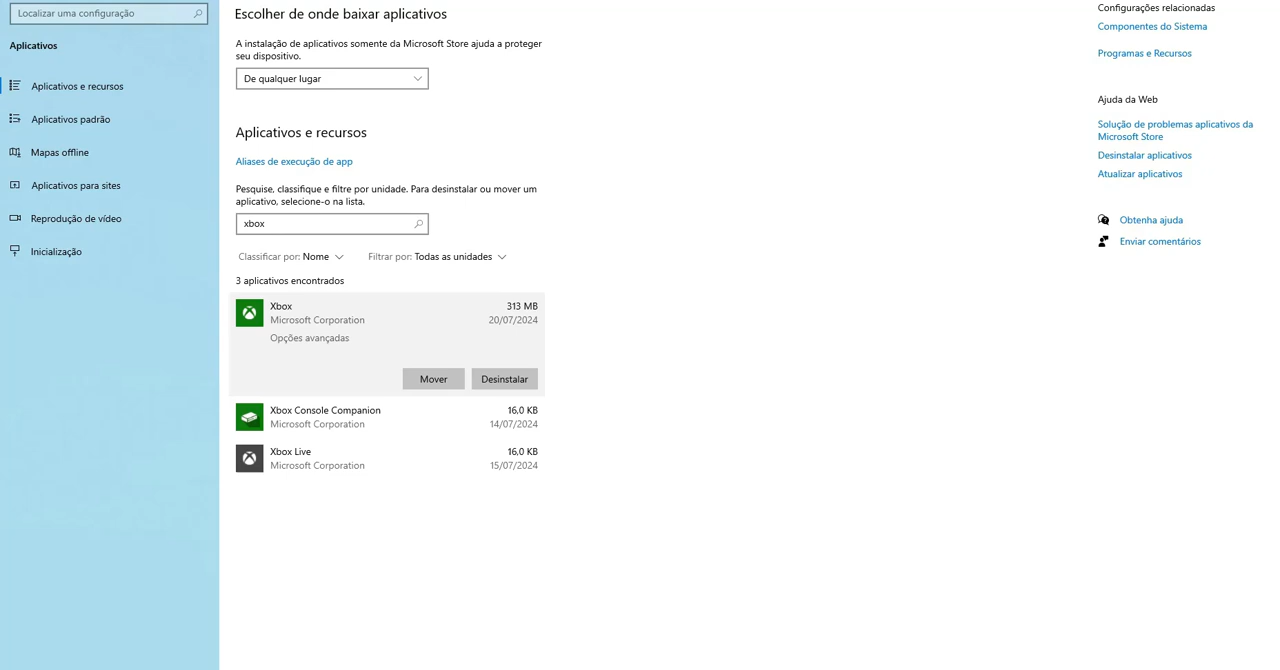 Localizar uma configuração
Aplicativos
Aplicativos e recursos
Aplicativos padrão
Mapas offline
Aplicativos para sites
Reprodução de vídeo
Inicialização
Escolher de onde baixar aplicativos
A instalação de aplicativos somente da Microsoft Store ajuda a proteger
seu dispositivo.
De qualquer lugar
Aplicativos e recursos
Aliases de execução de app
Pesquise, classifique e filtre por unidade. Para desinstalar ou mover um
aplicativo, selecione-o na lista.
xbox
Classificar por: Nome Filtrar por: Todas as unidades
3 aplicativos encontrados
Xbox 313 MB
Microsoft Corporation 20/07/2024
Opções avançadas
Mover Desinstalar
Xbox Console Companion 16,0 KB
Microsoft Corporation 14/07/2024
Xbox Live 16,0 KB
Microsoft Corporation 15/07/2024
Configurações relacionadas
Componentes do Sistema
Programas e Recursos
Ajuda da Web
Solução de problemas aplicativos da
Microsoft Store
Desinstalar aplicativos
Atualizar aplicativos
Obtenha ajuda
Enviar comentários